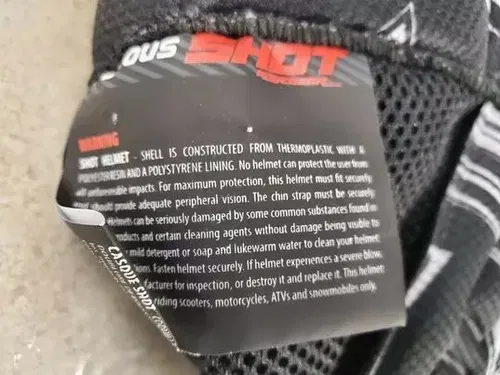 OUS SHOT
WARNING
SHOT HELMET - SHELL IS CONSTRUCTED FROM THERMOPLASTIC WITH A
POLYESTER RESIN AND A POLYSTYRENE LINING. No helmet can protect the user from
all unforeseeable impacts. For maximum protection, this helmet must fit securely
must should provide adequate peripheral vision. The chin strap must be securely
Helmets can be seriously damaged by some common substances found in
products and certain cleaning agents without damage being visible to
mild detergent or soap and lukewarm water to clean your helmet
ons. Fasten helmet securely. If helmet experiences a severe blow,
facturer for inspection, or destroy it and replace it. This helmet
riding scooters, motorcycles, ATVs and snowmobiles only.
CASQUE SHOT